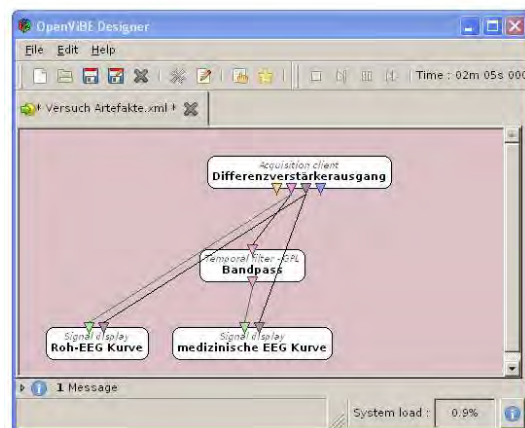 OpenViBE Designer
File Edit Help
Time : 02m 05s 000
* Versuch Artefakte.xml *
Acquisition client
Differenzverstärkerausgang
Temporal filter - GPL
Bandpass
Signal display
Roh-EEG Kurve
Signal display
medizinische EEG Kurve
1 Message
System load : 0.9%